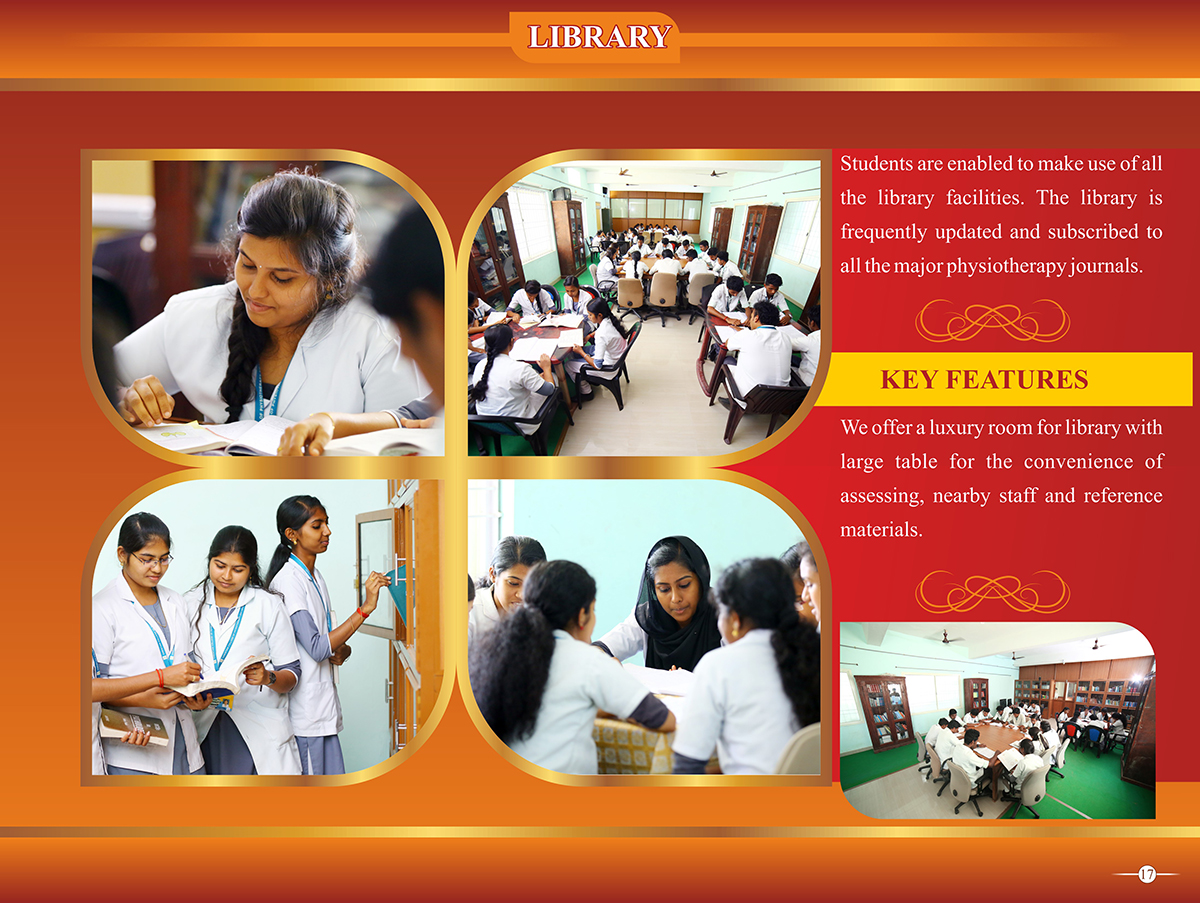 LIBRARY
Students are enabled to make use of all
the library facilities. The library is
frequently updated and subscribed to
all the major physiotherapy journals.
KEY FEATURES
We offer a luxury room for library with
large table for the convenience of
assessing, nearby staff and reference
materials.
17